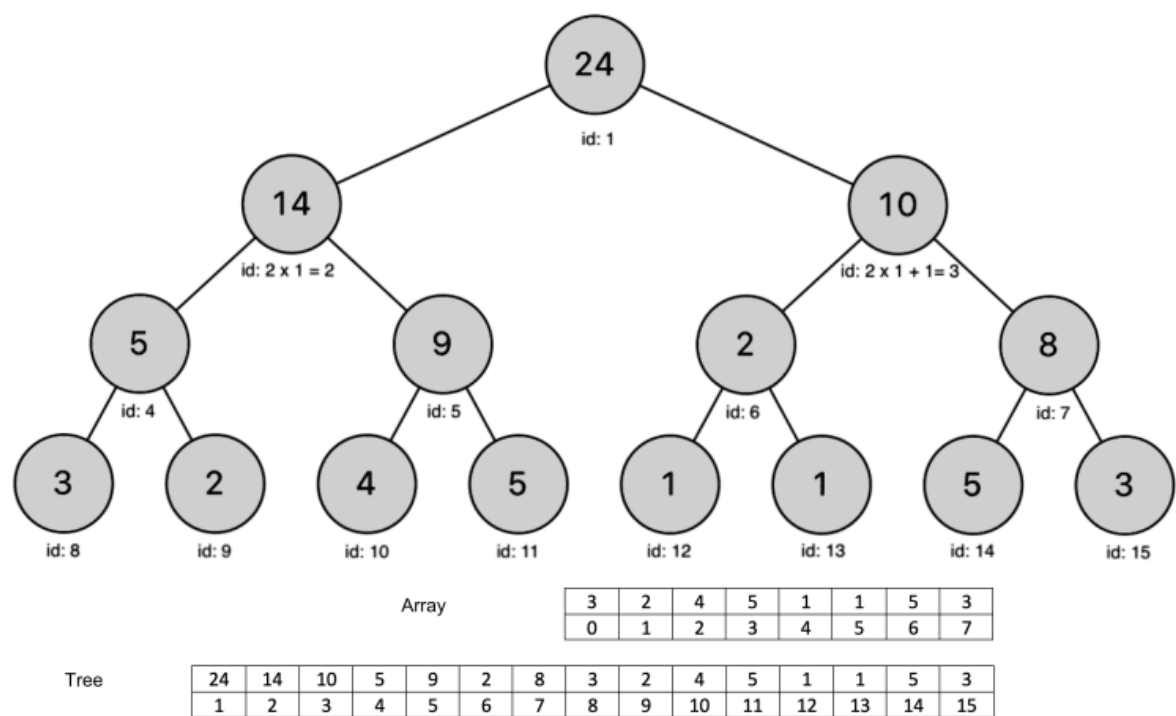 24
id: 1
14 10
id: 2 x 1 = 2 id: 2 x 1 + 1= 3
5 9 2 8
id: 4 id: 5 id: 6 id: 7
3 2 4 5 1 1 5 3
id: 8 id: 9 id: 10 id: 11 id: 12 id: 13 id: 14 id: 15
Array 3 2 4 5 1 1 5 3
0 1 2 3 4 5 6 7
Tree 24 14 10 5 9 2 8 3 2 4 5 1 1 5 3
1 2 3 4 5 6 7 8 9 10 11 12 13 14 15